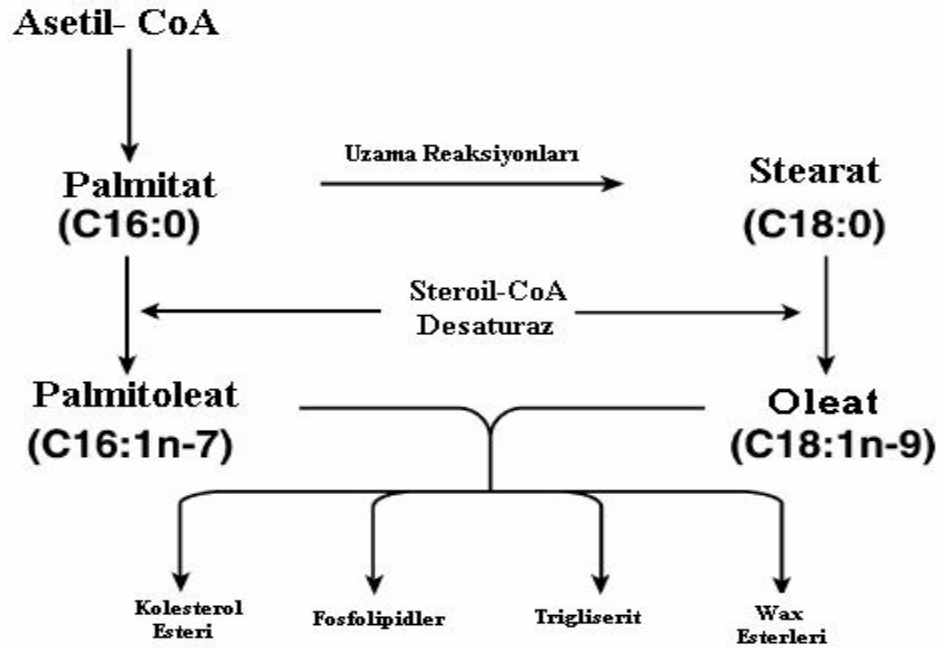 Asetil- CoA
Uzama Reaksiyonları
Palmitat
(C16:0)
Stearat
(C18:0)
Steroil-CoA
Desaturaz
Palmitoleat
(C16:1n-7)
Oleat
(C18:1n-9)
Kolesterol
Esteri
Fosfolipidler
Trigliserit
Wax
Esterleri